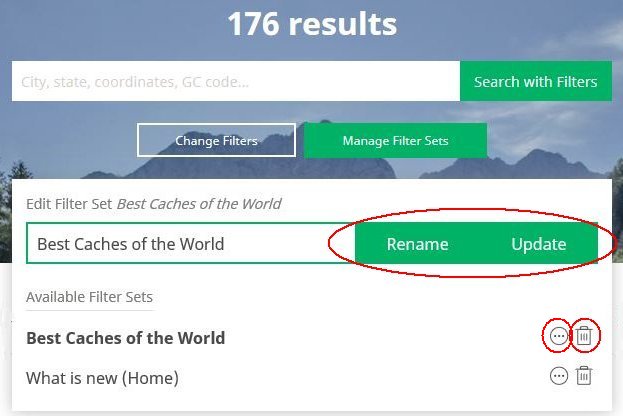 176 results
City, state, coordinates, GC code... Search with Filters
Change Filters Manage Filter Sets
Edit Filter Set Best Caches of the World
Best Caches of the World Rename Update
Available Filter Sets
Best Caches of the World
What is new (Home)